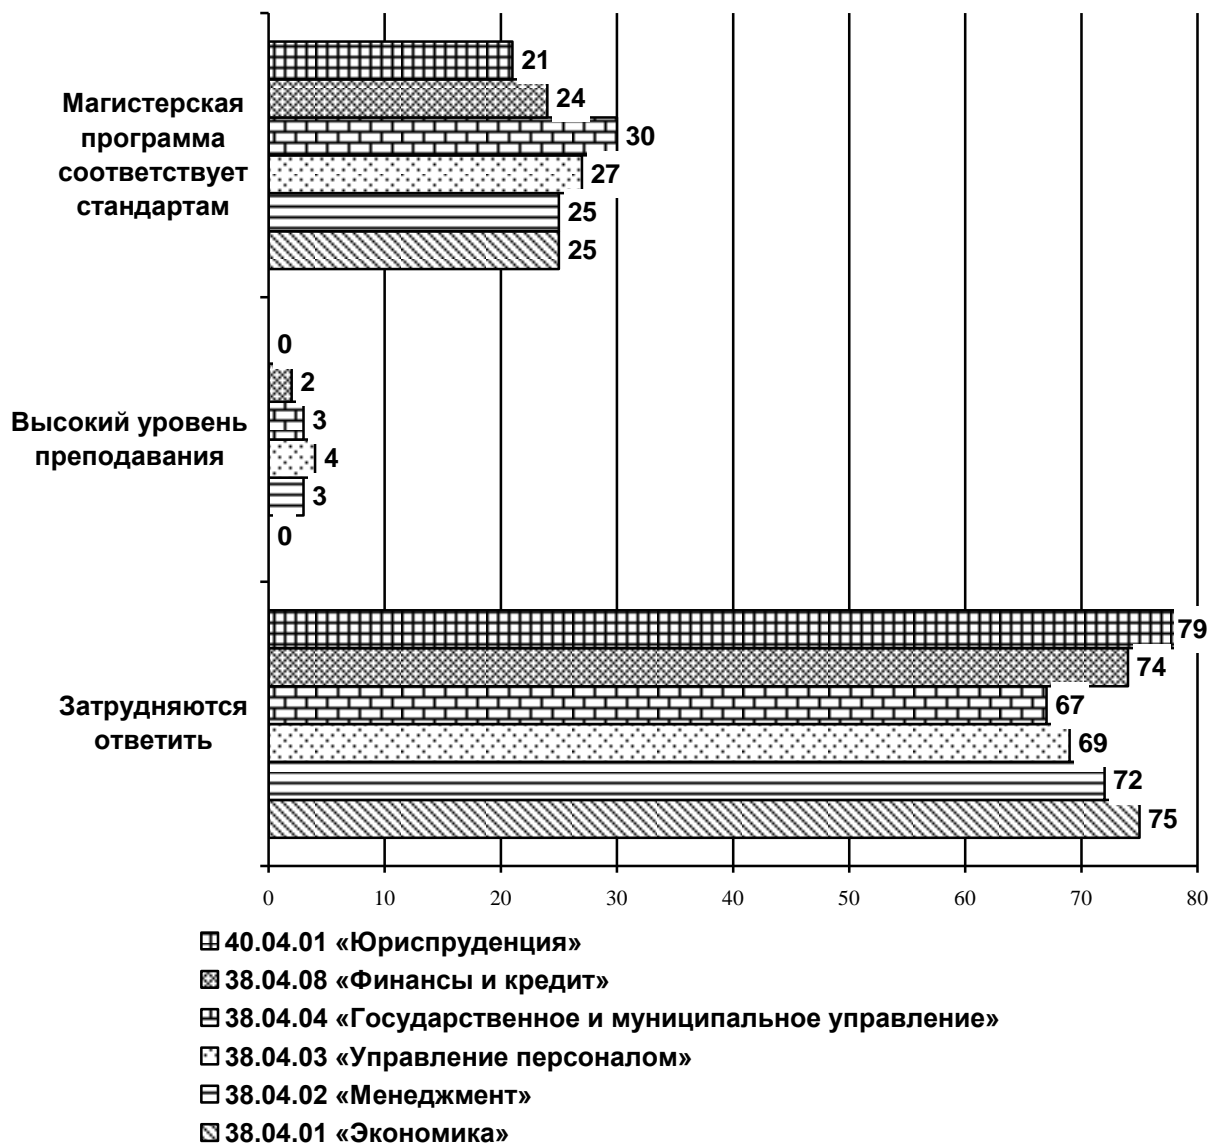 21
24
30
27
25
25
Магистерская
программа
соответствует
стандартам
0
2
3
4
3
0
Высокий уровень
преподавания
79
74
67
69
72
75
Затрудняются
ответить
0 10 20 30 40 50 60 70 80
40.04.01 «Юриспруденция»
38.04.08 «Финансы и кредит»
38.04.04 «Государственное и муниципальное управление»
38.04.03 «Управление персоналом»
38.04.02 «Менеджмент»
38.04.01 «Экономика»